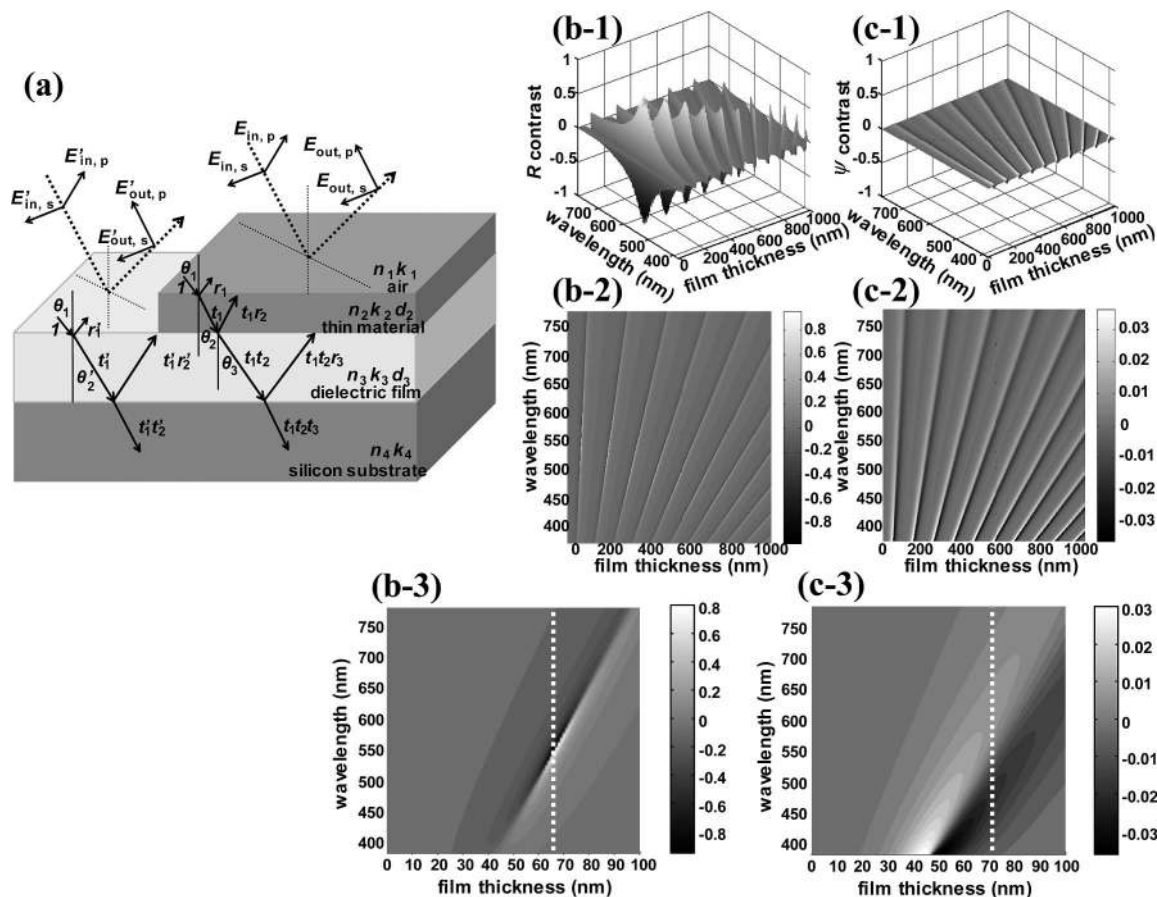 (a)
E′in, p
E′in, s
E′out, p
E′out, s
Ein, p
Ein, s
Eout, p
Eout, s
n1 k1
air
n2 k2 d2
thin material
n3 k3 d3
dielectric film
n4 k4
silicon substrate
θ1
1
r′1
t′1
θ′2
t′1r′2
t′1t′2
θ1
1
r1
t1
t1r2
θ2
θ3
t1t2
t1t2r3
t1t2t3
(b-1)
R contrast
1
0.5
0
-0.5
-1
wavelength (nm)
700
600
500
400
film thickness (nm)
0
200
400
600
800
1000
(c-1)
ψ contrast
1
0.5
0
-0.5
-1
wavelength (nm)
700
600
500
400
film thickness (nm)
0
200
400
600
800
1000
(b-2)
wavelength (nm)
750
700
650
600
550
500
450
400
0 200 400 600 800 1000
film thickness (nm)
0.8
0.6
0.4
0.2
0
-0.2
-0.4
-0.6
-0.8
(c-2)
wavelength (nm)
750
700
650
600
550
500
450
400
0 200 400 600 800 1000
film thickness (nm)
0.03
0.02
0.01
0
-0.01
-0.02
-0.03
(b-3)
wavelength (nm)
750
700
650
600
550
500
450
400
0 10 20 30 40 50 60 70 80 90 100
film thickness (nm)
0.8
0.6
0.4
0.2
0
-0.2
-0.4
-0.6
-0.8
(c-3)
wavelength (nm)
750
700
650
600
550
500
450
400
0 10 20 30 40 50 60 70 80 90 100
film thickness (nm)
0.03
0.02
0.01
0
-0.01
-0.02
-0.03